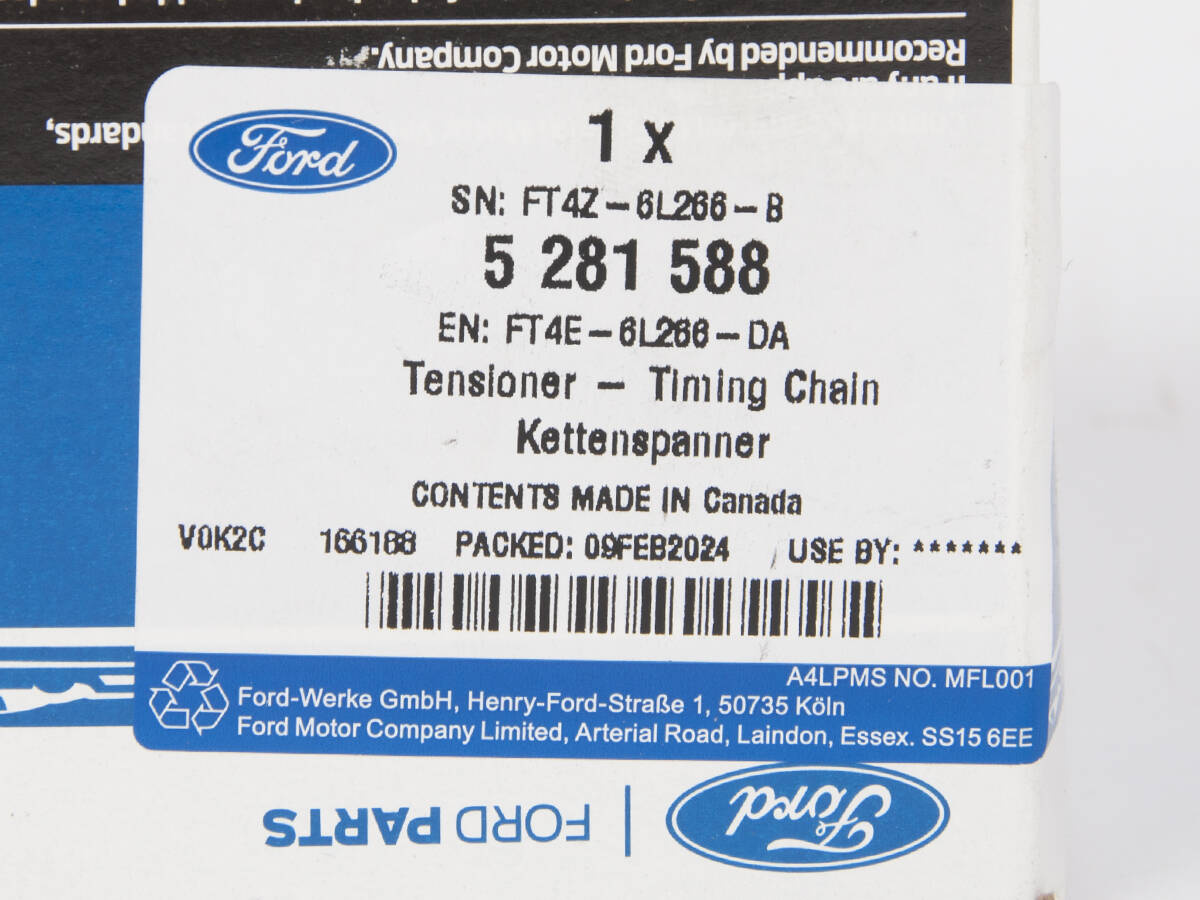 Recommended by Ford Motor Company.
Ford
1 x
SN: FT4Z-6L266-B
5 281 588
EN: FT4E-6L266-DA
Tensioner - Timing Chain
Kettenspanner
CONTENTS MADE IN Canada
V0K2C 166188 PACKED: 09FEB2024 USE BY: *******
A4LPMS NO. MFL001
Ford-Werke GmbH, Henry-Ford-Straße 1, 50735 Köln
Ford Motor Company Limited, Arterial Road, Laindon, Essex. SS15 6EE
Ford | FORD PARTS